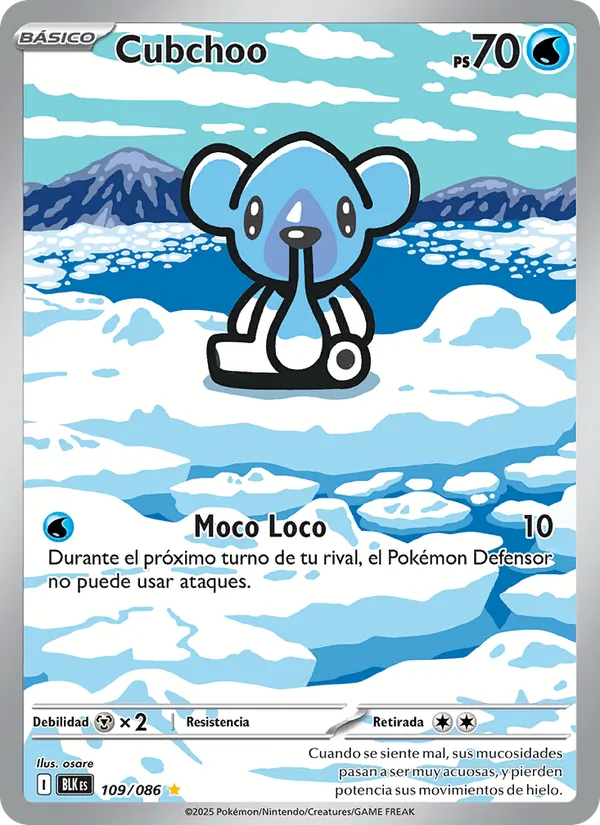 BÁSICO Cubchoo PS 70
Moco Loco 10
Durante el próximo turno de tu rival, el Pokémon Defensor
no puede usar ataques.
Debilidad ×2 Resistencia Retirada
Ilus. osare
Cuando se siente mal, sus mucosidades
pasan a ser muy acuosas, y pierden
potencia sus movimientos de hielo.
I BLK ES 109/086
©2025 Pokémon/Nintendo/Creatures/GAME FREAK